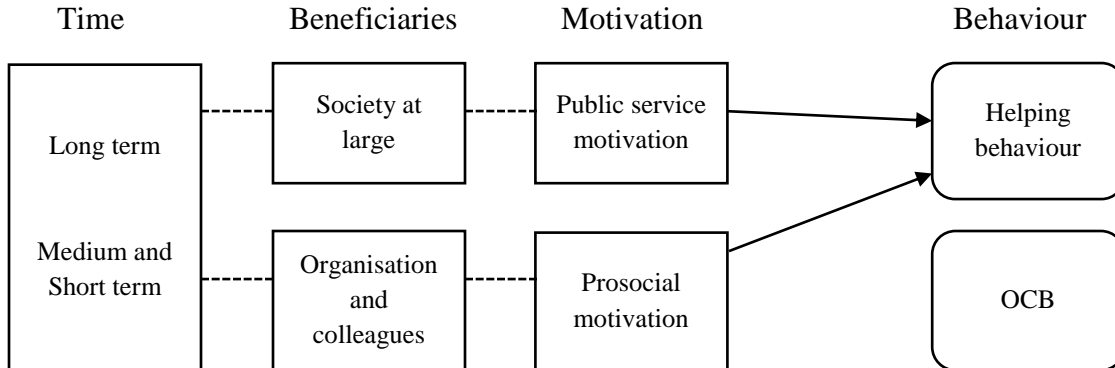 Time
Beneficiaries
Motivation
Behaviour
Long term
Medium and
Short term
Society at
large
Organisation
and
colleagues
Public service
motivation
Prosocial
motivation
Helping
behaviour
OCB